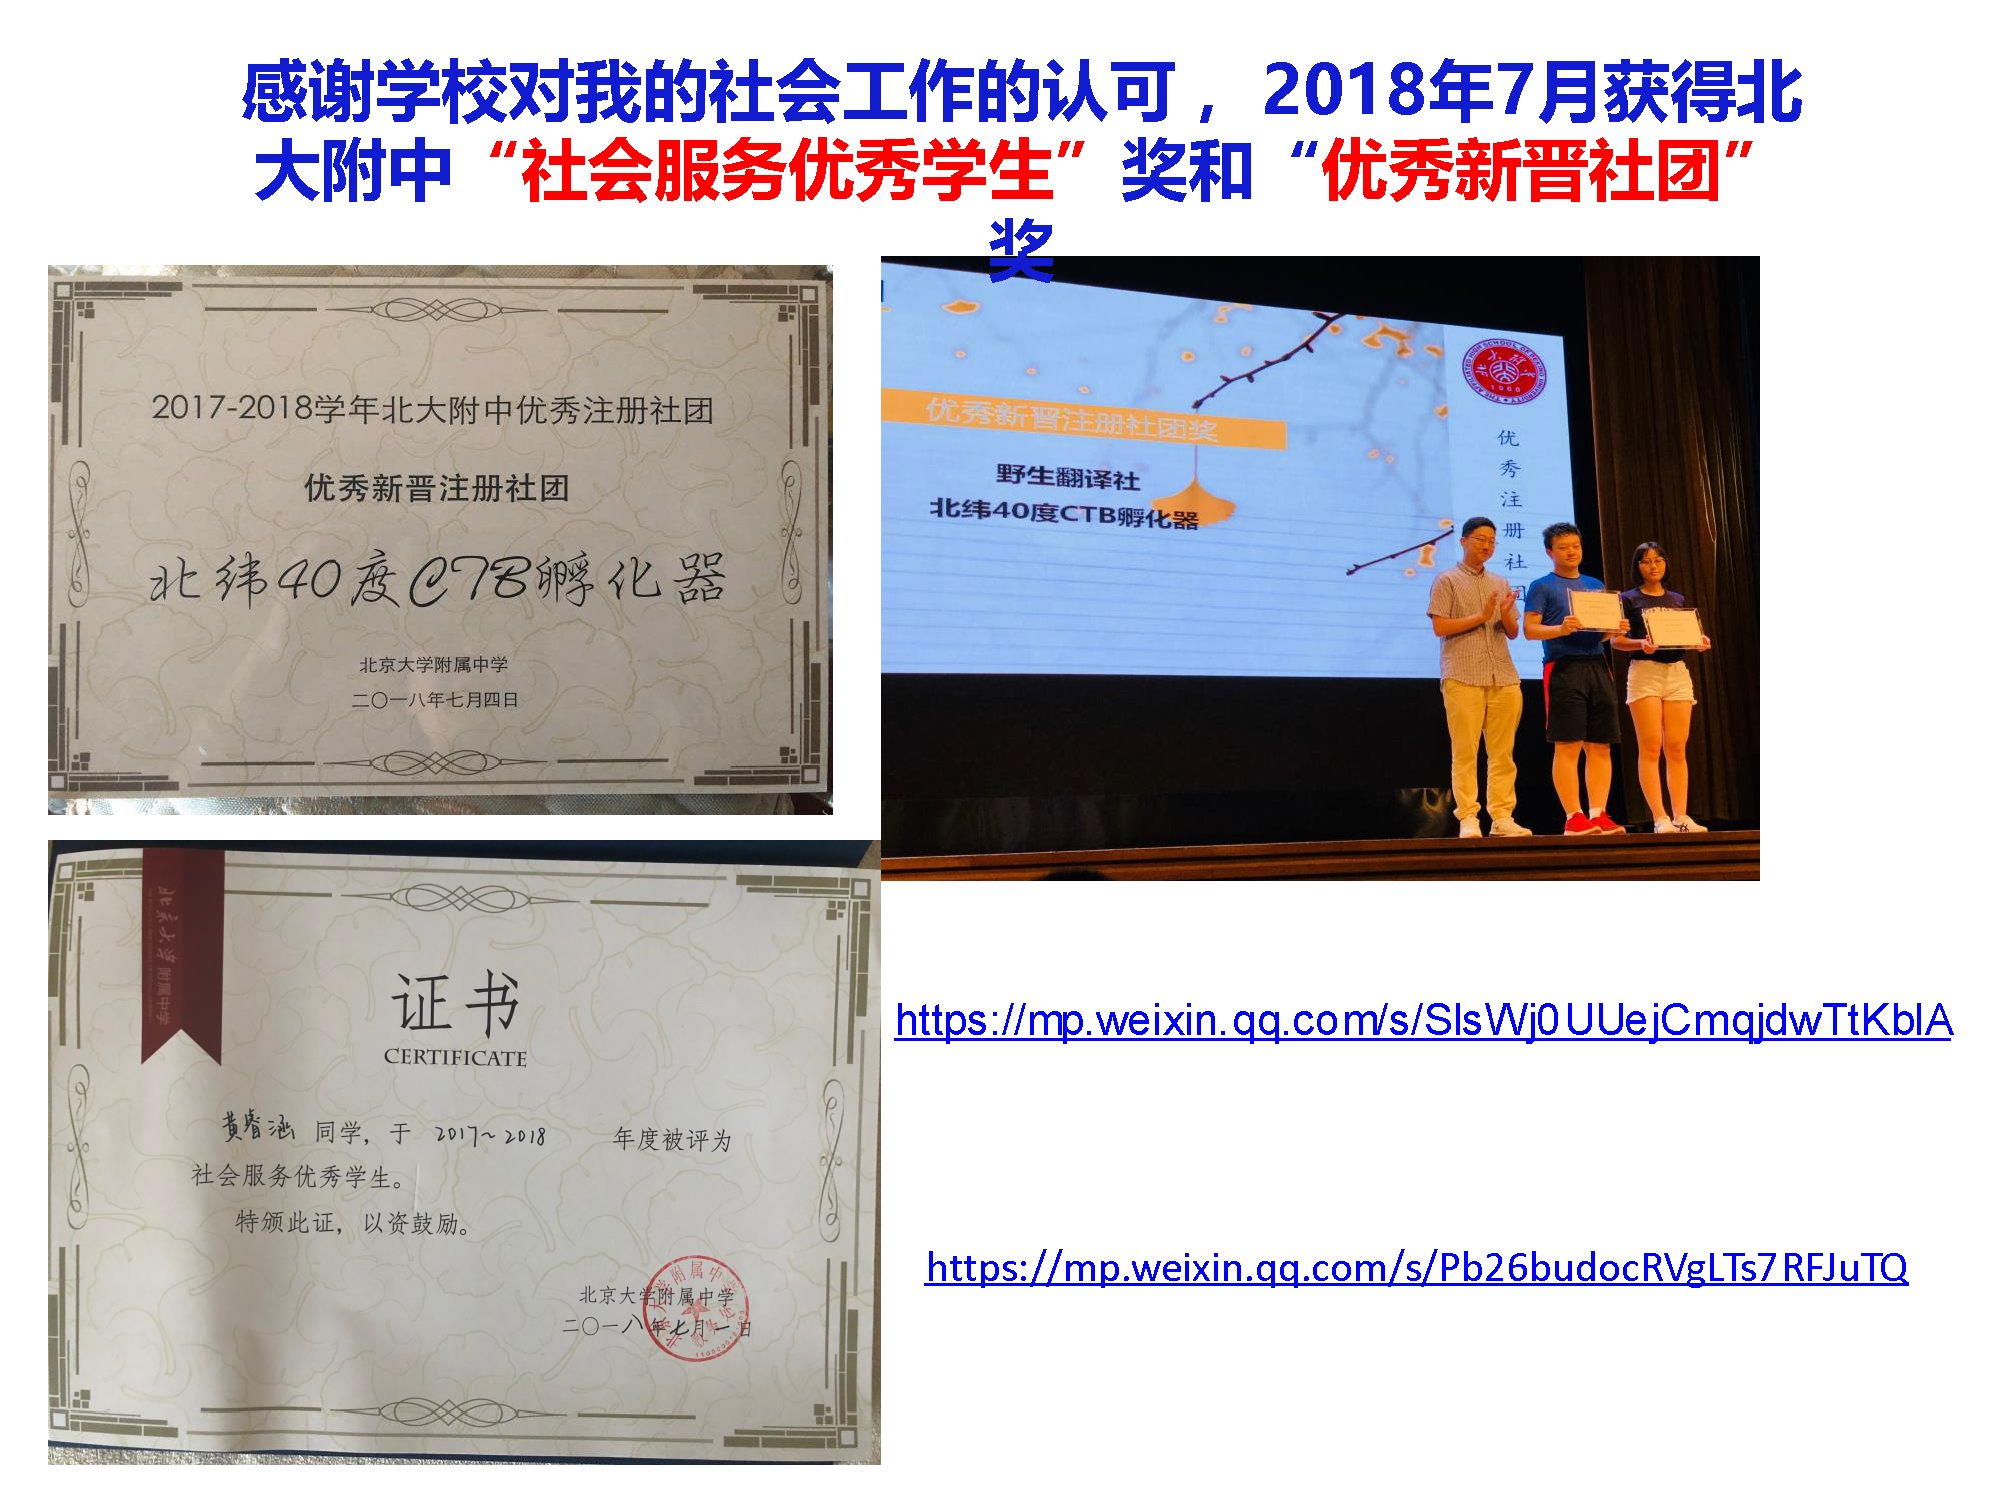 感谢学校对我的社会工作的认可，2018年7月获得北
大附中“社会服务优秀学生”奖和“优秀新晋社团”
奖
2017-2018学年北大附中优秀注册社团
优秀新晋注册社团
北纬40度CTB孵化器
北京大学附属中学
二〇一八年七月四日
优秀新晋注册社团奖
野生翻译社
北纬40度CTB孵化器
THE AFFILIATED HIGH SCHOOL OF PEKING UNIVERSITY
1960
优秀注册社团
北京大学附属中学
证书
CERTIFICATE
黄睿涵 同学，于 2017~2018 年度被评为
社会服务优秀学生。
特颁此证，以资鼓励。
北京大学附属中学
二〇一八年七月一日
https://mp.weixin.qq.com/s/SlsWj0UUejCmqjdwTtKblA
https://mp.weixin.qq.com/s/Pb26budocRVgLTs7RFJuTQ